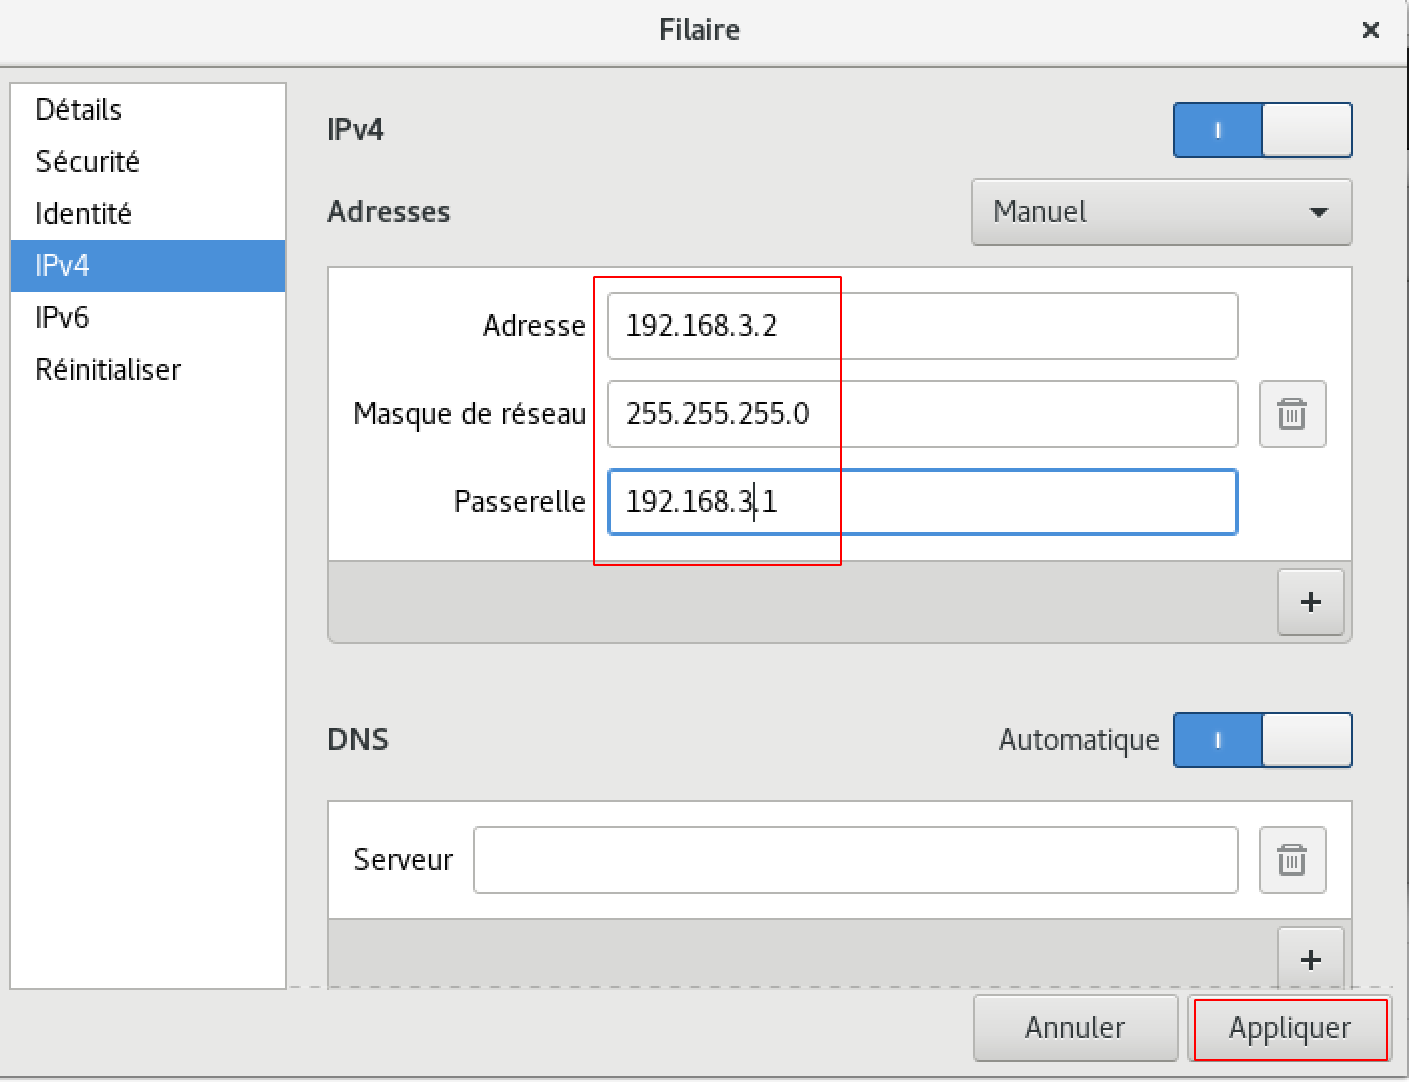 Filaire
Détails
Sécurité
Identité
IPv4
IPv6
Réinitialiser
IPv4
Adresses
Manuel
Adresse 192.168.3.2
Masque de réseau 255.255.255.0
Passerelle 192.168.3.1
+
DNS
Automatique
Serveur
+
Annuler
Appliquer